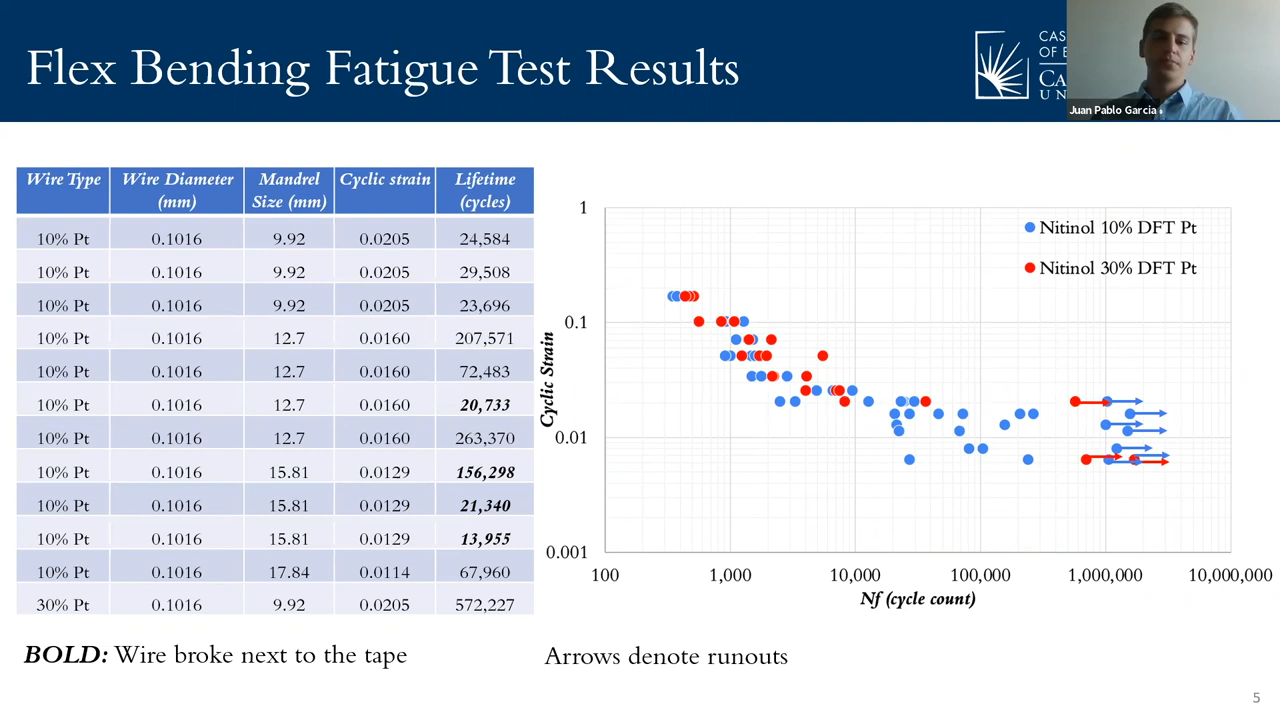 Flex Bending Fatigue Test Results
CAS
OF E
CA
UN
Juan Pablo Garcia
Wire Type Wire Diameter (mm) Mandrel Size (mm) Cyclic strain Lifetime (cycles)
10% Pt 0.1016 9.92 0.0205 24,584
10% Pt 0.1016 9.92 0.0205 29,508
10% Pt 0.1016 9.92 0.0205 23,696
10% Pt 0.1016 12.7 0.0160 207,571
10% Pt 0.1016 12.7 0.0160 72,483
10% Pt 0.1016 12.7 0.0160 20,733
10% Pt 0.1016 12.7 0.0160 263,370
10% Pt 0.1016 15.81 0.0129 156,298
10% Pt 0.1016 15.81 0.0129 21,340
10% Pt 0.1016 15.81 0.0129 13,955
10% Pt 0.1016 17.84 0.0114 67,960
30% Pt 0.1016 9.92 0.0205 572,227
BOLD: Wire broke next to the tape
Cyclic Strain
1
0.1
0.01
0.001
Nitinol 10% DFT Pt
Nitinol 30% DFT Pt
100 1,000 10,000 100,000 1,000,000 10,000,000
Nf (cycle count)
Arrows denote runouts
5